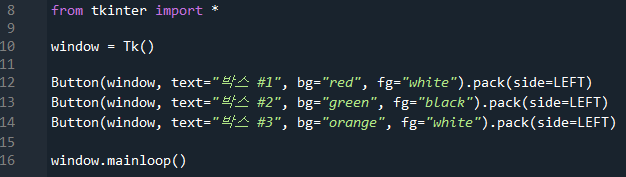 8 from tkinter import *
9
10 window = Tk()
11
12 Button(window, text="박스 #1", bg="red", fg="white").pack(side=LEFT)
13 Button(window, text="박스 #2", bg="green", fg="black").pack(side=LEFT)
14 Button(window, text="박스 #3", bg="orange", fg="white").pack(side=LEFT)
15
16 window.mainloop()